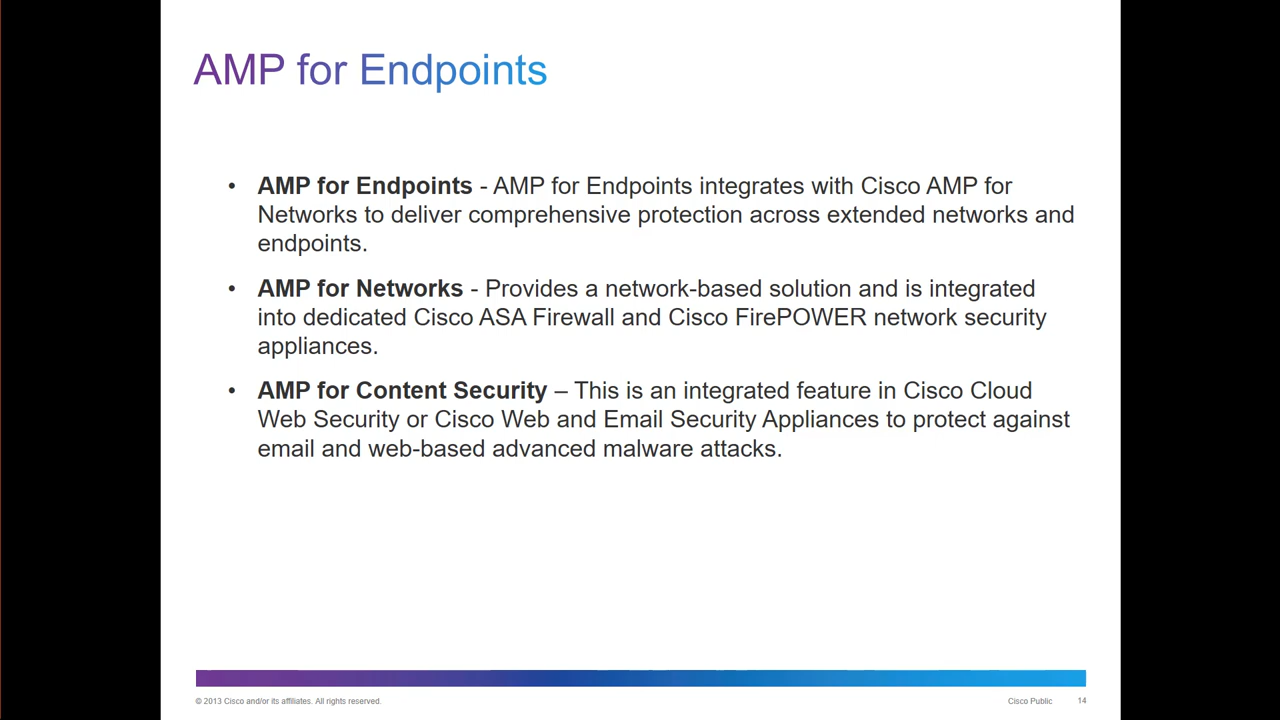 AMP for Endpoints
• AMP for Endpoints - AMP for Endpoints integrates with Cisco AMP for
Networks to deliver comprehensive protection across extended networks and
endpoints.
• AMP for Networks - Provides a network-based solution and is integrated
into dedicated Cisco ASA Firewall and Cisco FirePOWER network security
appliances.
• AMP for Content Security – This is an integrated feature in Cisco Cloud
Web Security or Cisco Web and Email Security Appliances to protect against
email and web-based advanced malware attacks.
© 2013 Cisco and/or its affiliates. All rights reserved.
Cisco Public
14